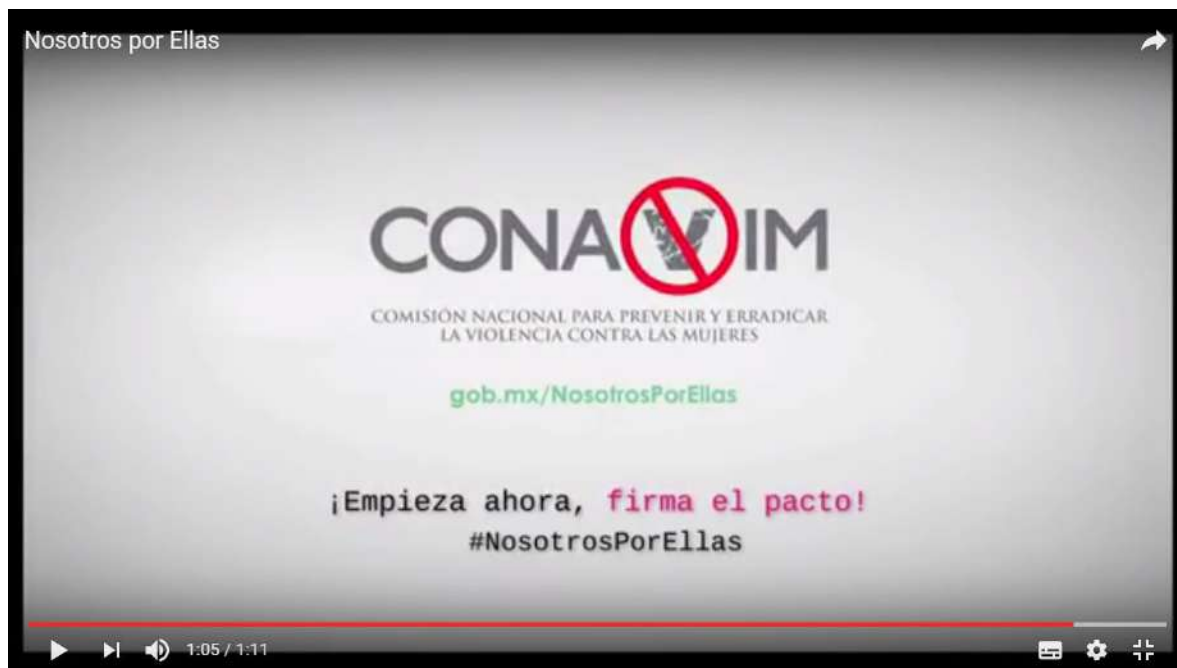 Nosotros por Ellas
CONAVIM
COMISIÓN NACIONAL PARA PREVENIR Y ERRADICAR
LA VIOLENCIA CONTRA LAS MUJERES
gob.mx/NosotrosPorEllas
¡Empieza ahora, firma el pacto!
#NosotrosPorEllas
1:05 / 1:11